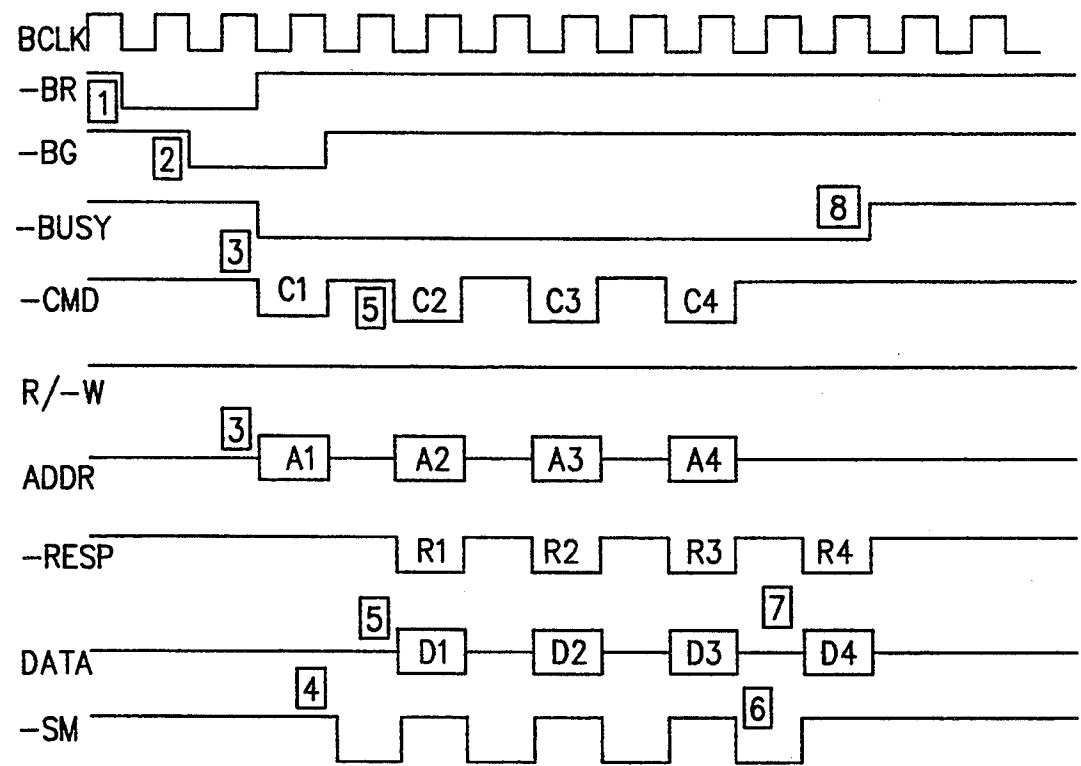 BCLK
-BR 1
-BG 2
-BUSY 8
3
-CMD C1 5 C2 C3 C4
R/-W
3
ADDR A1 A2 A3 A4
-RESP R1 R2 R3 R4
5 7
DATA D1 D2 D3 D4
4 6
-SM